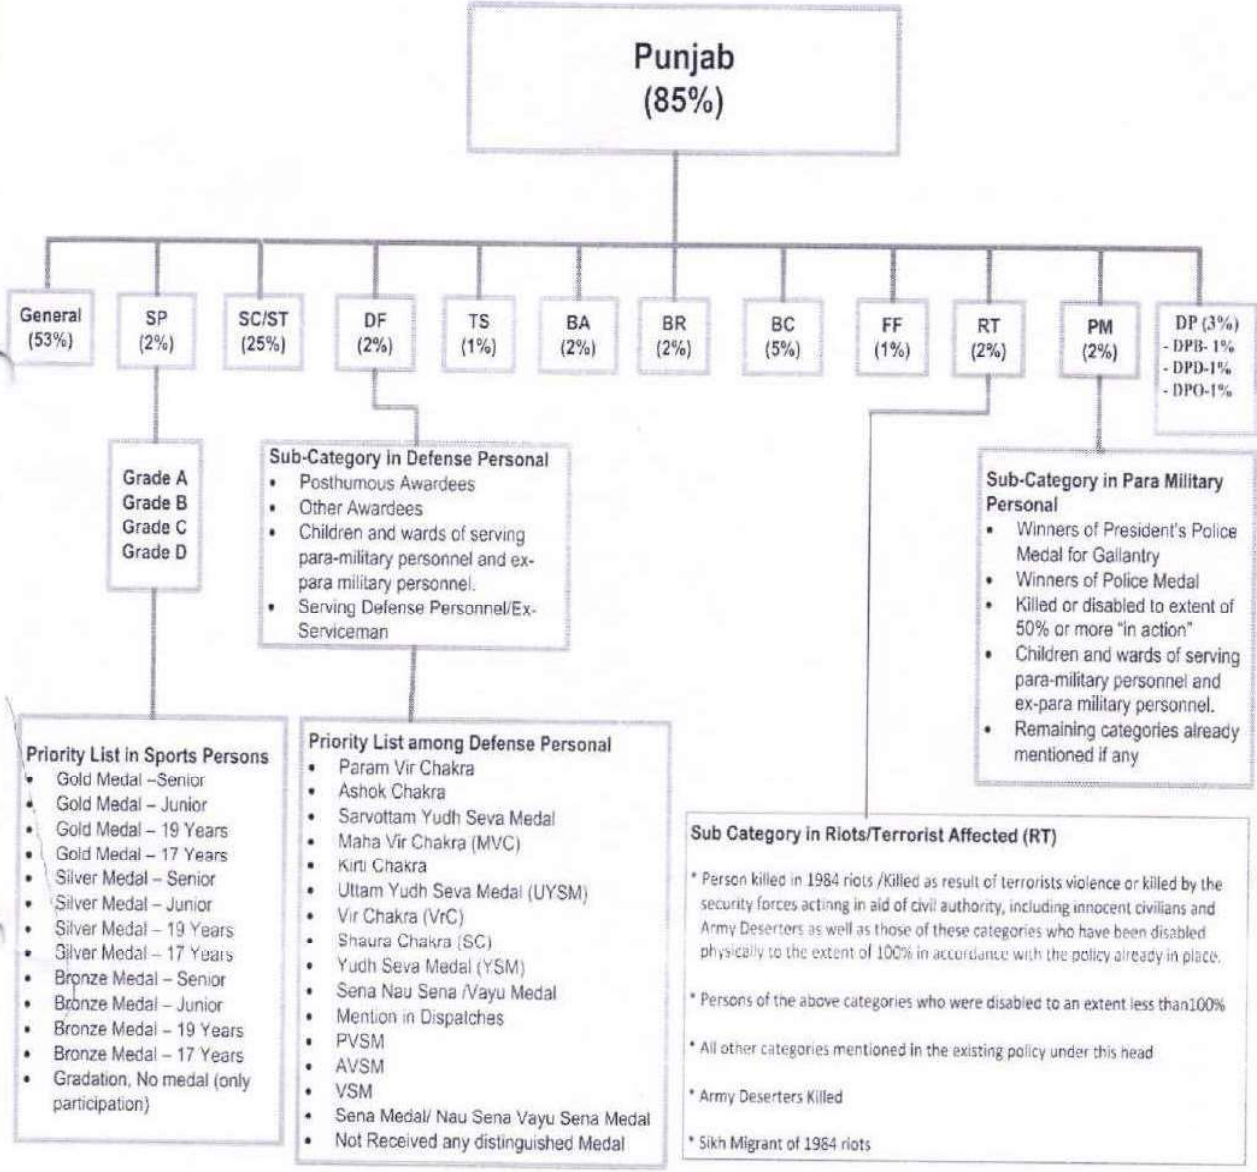 Punjab
(85%)
General
(53%)
SP
(2%)
SC/ST
(25%)
DF
(2%)
TS
(1%)
BA
(2%)
BR
(2%)
BC
(5%)
FF
(1%)
RT
(2%)
PM
(2%)
DP (3%)
- DPB- 1%
- DPD-1%
- DPO-1%
Grade A
Grade B
Grade C
Grade D
Sub-Category in Defense Personal
• Posthumous Awardees
• Other Awardees
• Children and wards of serving
para-military personnel and ex-
para military personnel.
• Serving Defense Personnel/Ex-
Serviceman
Sub-Category in Para Military
Personal
• Winners of President's Police
Medal for Gallantry
• Winners of Police Medal
• Killed or disabled to extent of
50% or more “in action”
• Children and wards of serving
para-military personnel and
ex-para military personnel.
• Remaining categories already
mentioned if any
Priority List in Sports Persons
• Gold Medal –Senior
• Gold Medal – Junior
• Gold Medal – 19 Years
• Gold Medal – 17 Years
• Silver Medal – Senior
• Silver Medal – Junior
• Silver Medal – 19 Years
• Silver Medal – 17 Years
• Bronze Medal – Senior
• Bronze Medal – Junior
• Bronze Medal – 19 Years
• Bronze Medal – 17 Years
• Gradation, No medal (only
participation)
Priority List among Defense Personal
• Param Vir Chakra
• Ashok Chakra
• Sarvottam Yudh Seva Medal
• Maha Vir Chakra (MVC)
• Kirti Chakra
• Uttam Yudh Seva Medal (UYSM)
• Vir Chakra (VrC)
• Shaura Chakra (SC)
• Yudh Seva Medal (YSM)
• Sena Nau Sena /Vayu Medal
• Mention in Dispatches
• PVSM
• AVSM
• VSM
• Sena Medal/ Nau Sena Vayu Sena Medal
• Not Received any distinguished Medal
Sub Category in Riots/Terrorist Affected (RT)
* Person killed in 1984 riots /Killed as result of terrorists violence or killed by the
security forces actinng in aid of civil authority, including innocent civilians and
Army Deserters as well as those of these categories who have been disabled
physically to the extent of 100% in accordance with the policy already in place.
* Persons of the above categories who were disabled to an extent less than100%
* All other categories mentioned in the existing policy under this head
* Army Deserters Killed
* Sikh Migrant of 1984 riots